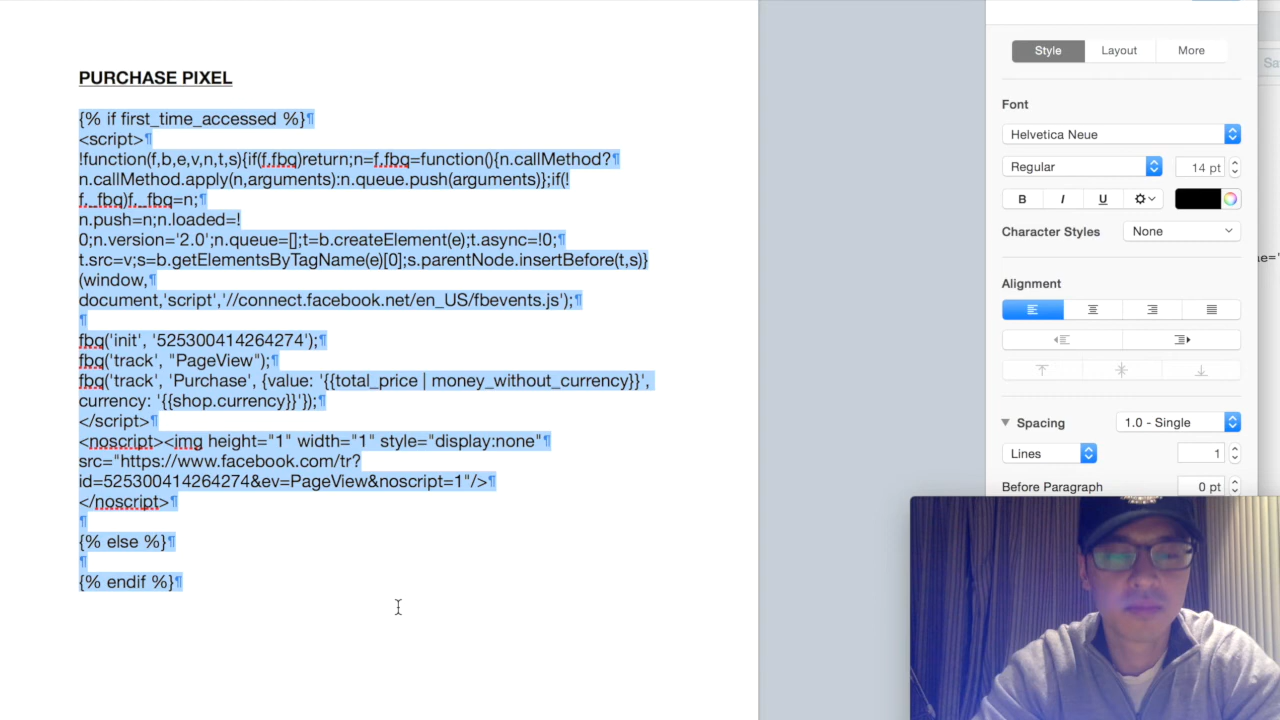 PURCHASE PIXEL
{% if first_time_accessed %}¶
<script>¶
!function(f,b,e,v,n,t,s){if(f.fbq)return;n=f.fbq=function(){n.callMethod?¶
n.callMethod.apply(n,arguments):n.queue.push(arguments)};if(!
f._fbq)f._fbq=n;¶
n.push=n;n.loaded=!
0;n.version='2.0';n.queue=[];t=b.createElement(e);t.async=!0;¶
t.src=v;s=b.getElementsByTagName(e)[0];s.parentNode.insertBefore(t,s)}
(window,¶
document,'script','//connect.facebook.net/en_US/fbevents.js');¶
¶
fbq('init', '525300414264274');¶
fbq('track', "PageView");¶
fbq('track', 'Purchase', {value: '{{total_price | money_without_currency}}',
currency: '{{shop.currency}}'});¶
</script>¶
<noscript><img height="1" width="1" style="display:none"¶
src="https://www.facebook.com/tr?
id=525300414264274&ev=PageView&noscript=1"/>¶
</noscript>¶
¶
{% else %}¶
¶
{% endif %}¶
Style Layout More
Font
Helvetica Neue
Regular 14 pt
B I U
Character Styles None
Alignment
Spacing 1.0 - Single
Lines 1
Before Paragraph 0 pt